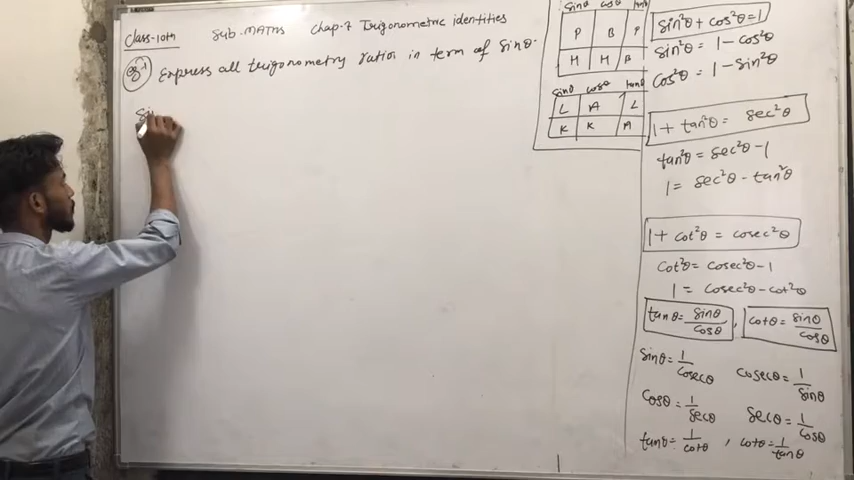 Class-10th Sub-MATHS Chap-7 Trigonometric identities
Q.1 Express all trigonometry ratio in term of Sinθ.
Si
Sinθ cosθ tanθ
P B P
H H B
Sinθ cosθ tanθ
L A L
K K A
Sin²θ + cos²θ = 1
Sin²θ = 1 - cos²θ
Cos²θ = 1 - Sin²θ
1 + tan²θ = Sec²θ
tan²θ = Sec²θ - 1
1 = Sec²θ - tan²θ
1 + cot²θ = cosec²θ
Cot²θ = Cosec²θ - 1
1 = Cosec²θ - cot²θ
tanθ = Sinθ/Cosθ , Cotθ = Sinθ/Cosθ
Sinθ = 1/Cosecθ Cosecθ = 1/Sinθ
Cosθ = 1/Secθ Secθ = 1/Cosθ
tanθ = 1/Cotθ , Cotθ = 1/tanθ